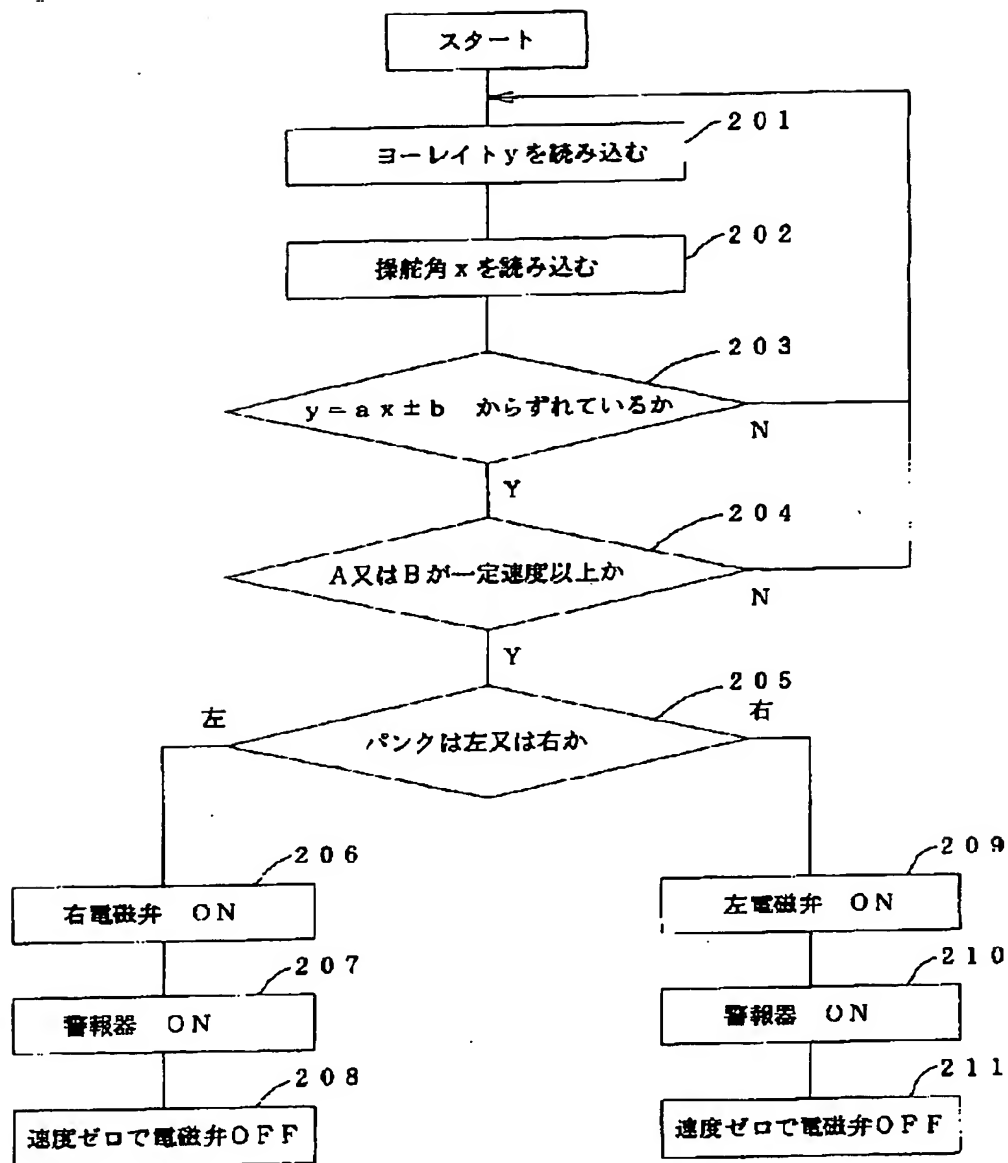 スタート
201
ヨーレイトyを読み込む
202
操舵角xを読み込む
203
y=ax±b からずれているか
N
Y
204
A又はBが一定速度以上か
N
Y
205
左
右
パンクは左又は右か
206
右電磁弁 ON
207
警報器 ON
208
速度ゼロで電磁弁OFF
209
左電磁弁 ON
210
警報器 ON
211
速度ゼロで電磁弁OFF